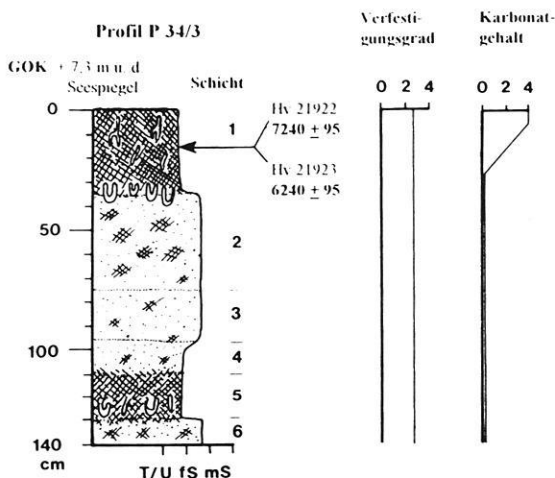 Profil P 34/3
GOK + 7,3 m ü. d.
Seespiegel
Schicht
Hv 21922
7240 ± 95
Hv 21923
6240 ± 95
0
50
100
140
cm
1
2
3
4
5
6
T/U fS mS
Verfesti-
gungsgrad
0 2 4
Karbonat-
gehalt
0 2 4